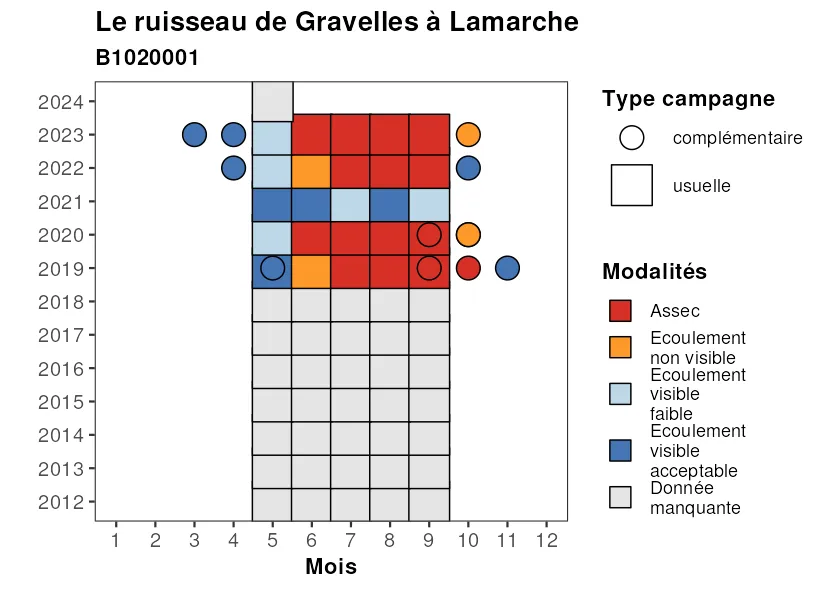 Le ruisseau de Gravelles à Lamarche
B1020001
2024
2023
2022
2021
2020
2019
2018
2017
2016
2015
2014
2013
2012
1 2 3 4 5 6 7 8 9 10 11 12
Mois
Type campagne
complémentaire
usuelle
Modalités
Assec
Ecoulement
non visible
Ecoulement
visible
faible
Ecoulement
visible
acceptable
Donnée
manquante